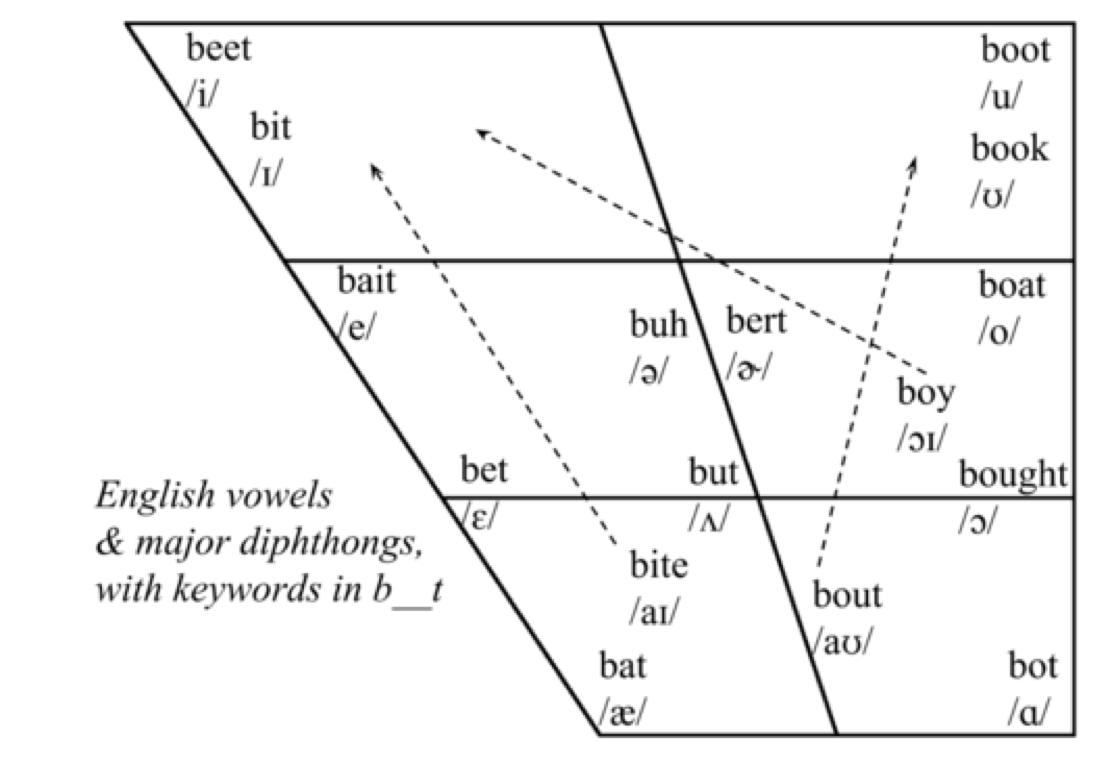 beet
/i/
bit
/ɪ/
boot
/u/
book
/ʊ/
bait
/e/
buh
/ə/
bert
/ɚ/
boat
/o/
boy
/ɔɪ/
bet
/ɛ/
but
/ʌ/
bought
/ɔ/
English vowels
& major diphthongs,
with keywords in b__t
bite
/aɪ/
bout
/aʊ/
bat
/æ/
bot
/ɑ/